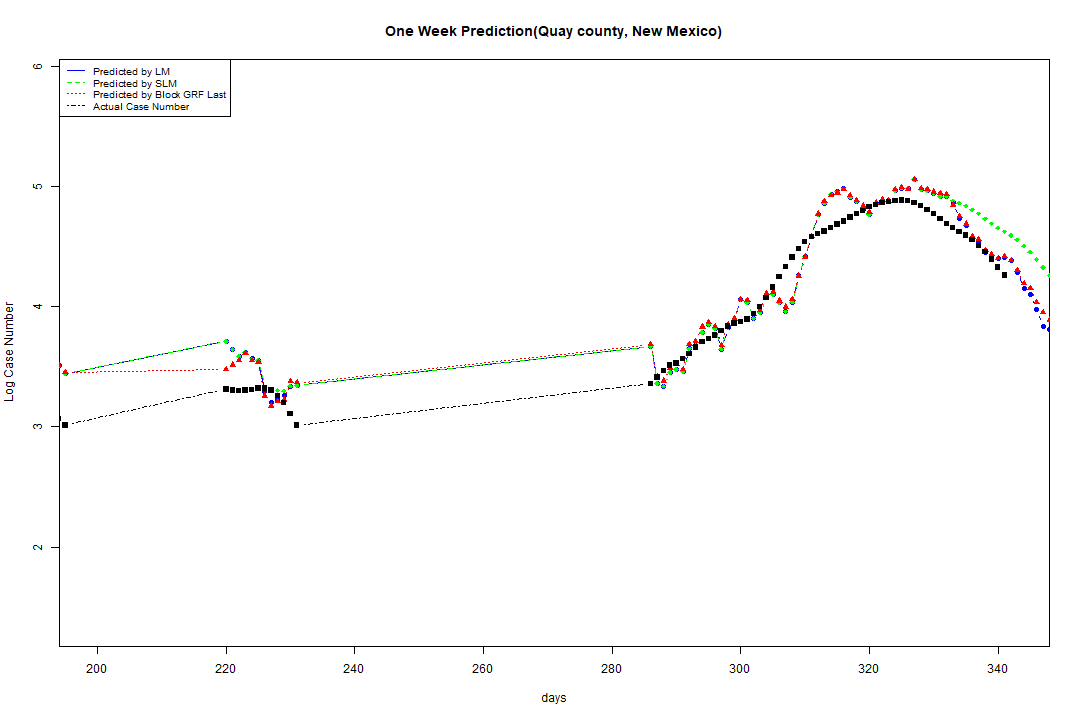 One Week Prediction(Quay county, New Mexico)
Predicted by LM
Predicted by SLM
Predicted by Block GRF Last
Actual Case Number
Log Case Number
6
5
4
3
2
200 220 240 260 280 300 320 340
days